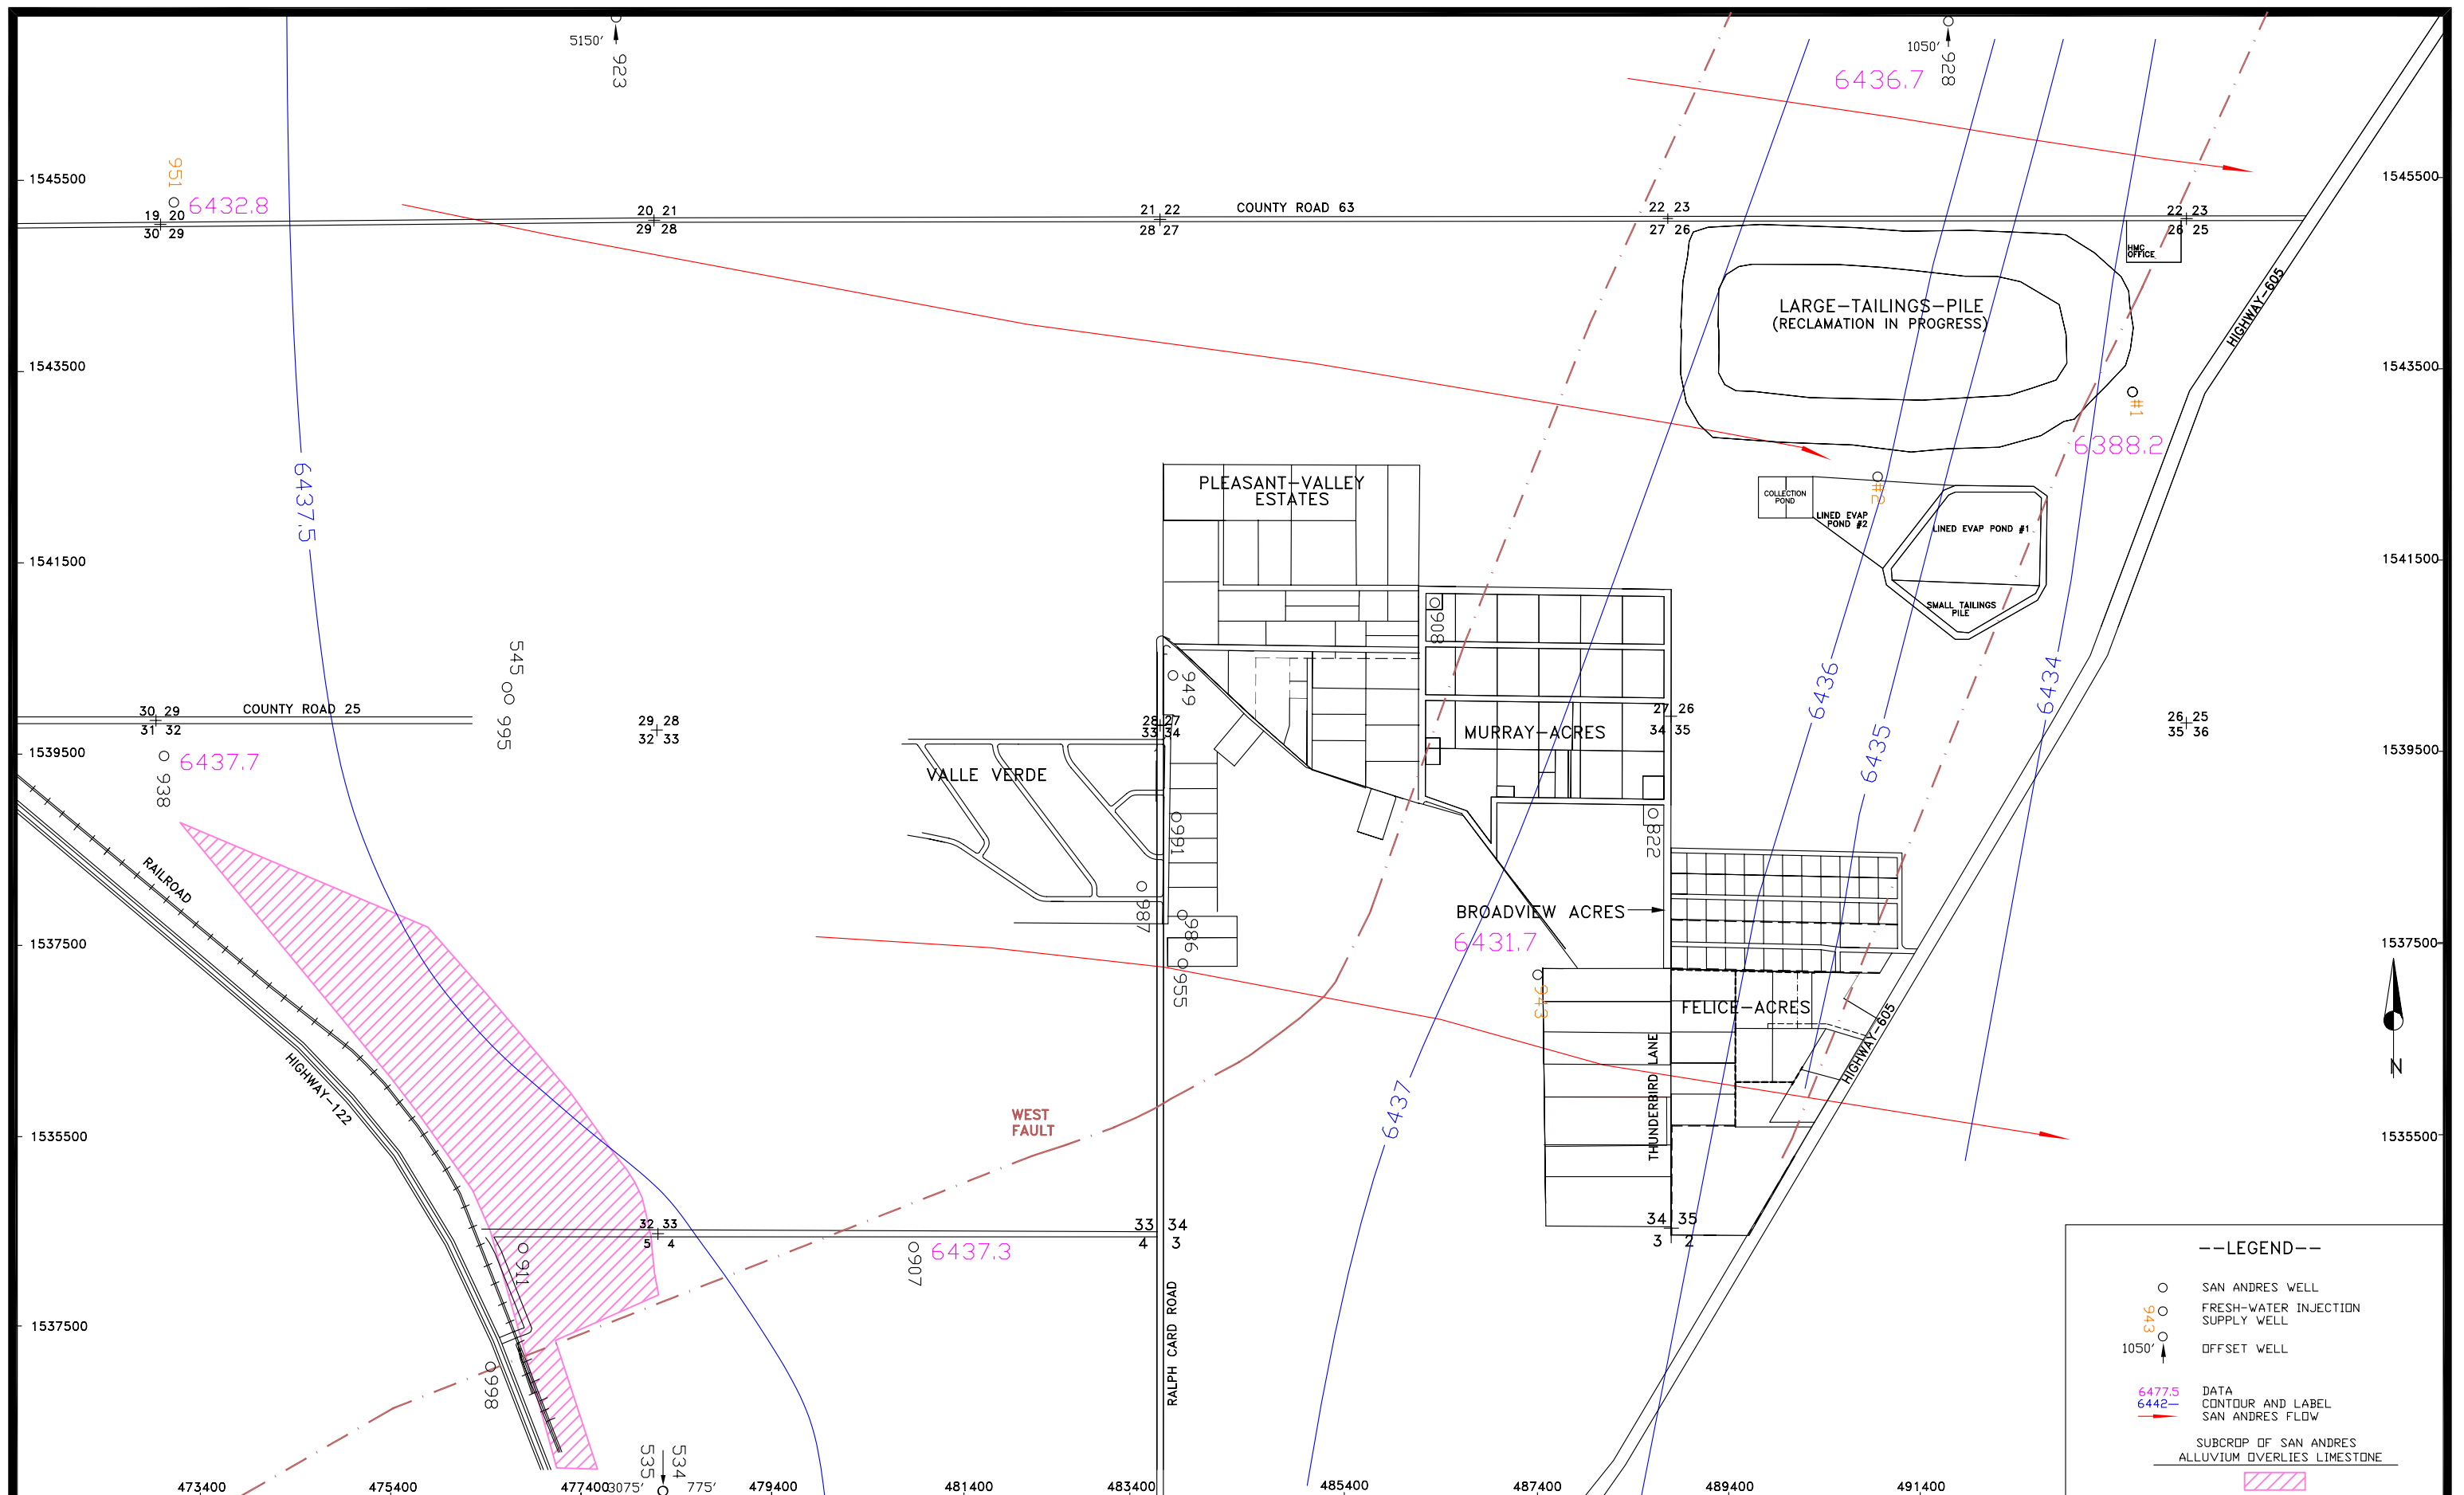 5150'
923
1050'
928
6436.7
951
6432.8
1545500
1545500
19 20
30 29
20 21
29 28
21 22
28 27
COUNTY ROAD 63
22 23
27 26
22 23
26 25
HMC
OFFICE
HIGHWAY-605
LARGE-TAILINGS-PILE
(RECLAMATION IN PROGRESS)
1543500
1543500
#1
6388.2
6437.5
PLEASANT-VALLEY
ESTATES
COLLECTION
POND
#2
LINED EVAP
POND #2
LINED EVAP POND #1
1541500
1541500
SMALL TAILINGS
PILE
908
545
995
949
6436
6435
6434
COUNTY ROAD 25
30 29
31 32
29 28
32 33
28 27
33 34
27 26
34 35
26 25
35 36
MURRAY-ACRES
1539500
1539500
6437.7
938
VALLE VERDE
991
822
RAILROAD
987
986
955
BROADVIEW ACRES
6431.7
1537500
1537500
943
FELICE-ACRES
HIGHWAY-605
THUNDERBIRD LANE
N
HIGHWAY-122
WEST
FAULT
6437
1535500
1535500
32 33
5 4
33 34
4 3
34 35
3 2
911
907
6437.3
RALPH CARD ROAD
1537500
998
535
534
3075'
775'
473400
475400
477400
479400
481400
483400
485400
487400
489400
491400
--LEGEND--
SAN ANDRES WELL
943
FRESH-WATER INJECTION
SUPPLY WELL
1050'
OFFSET WELL
6477.5 DATA
6442— CONTOUR AND LABEL
SAN ANDRES FLOW
SUBCROP OF SAN ANDRES
ALLUVIUM OVERLIES LIMESTONE